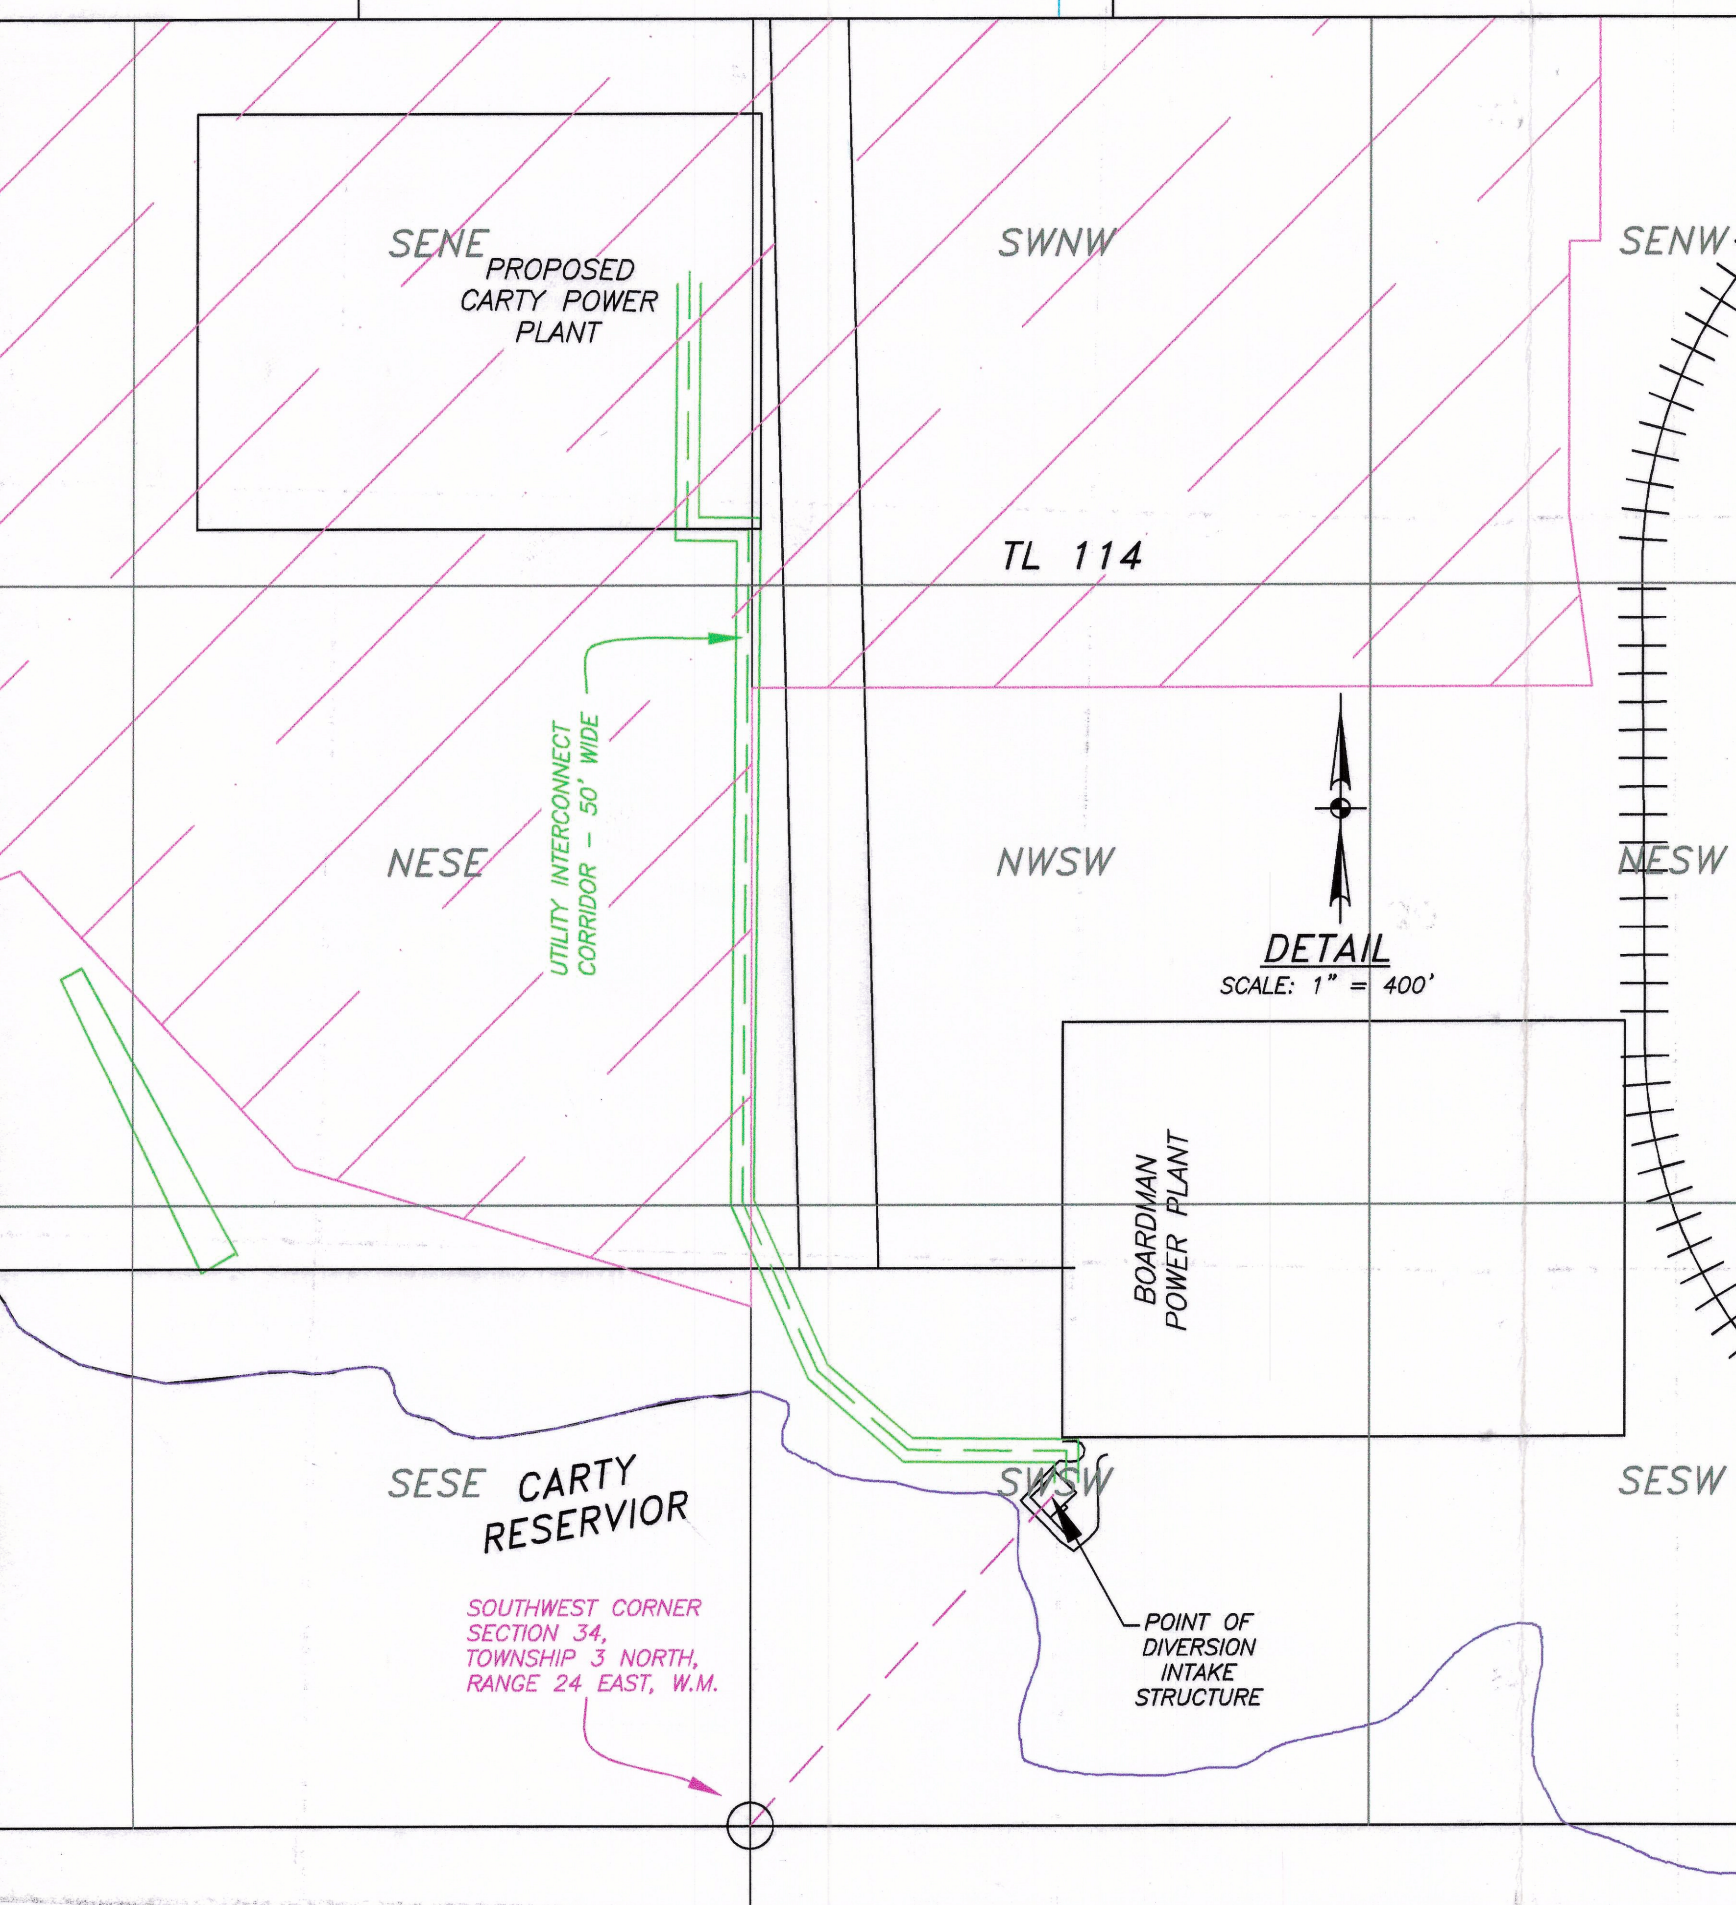 SENE
SWNW
SENW
PROPOSED
CARTY POWER
PLANT
TL 114
UTILITY INTERCONNECT
CORRIDOR – 50' WIDE
NESE
NWSW
NESW
DETAIL
SCALE: 1" = 400'
BOARDMAN
POWER PLANT
SESE
CARTY
RESERVIOR
SWSW
SESW
SOUTHWEST CORNER
SECTION 34,
TOWNSHIP 3 NORTH,
RANGE 24 EAST, W.M.
POINT OF
DIVERSION
INTAKE
STRUCTURE